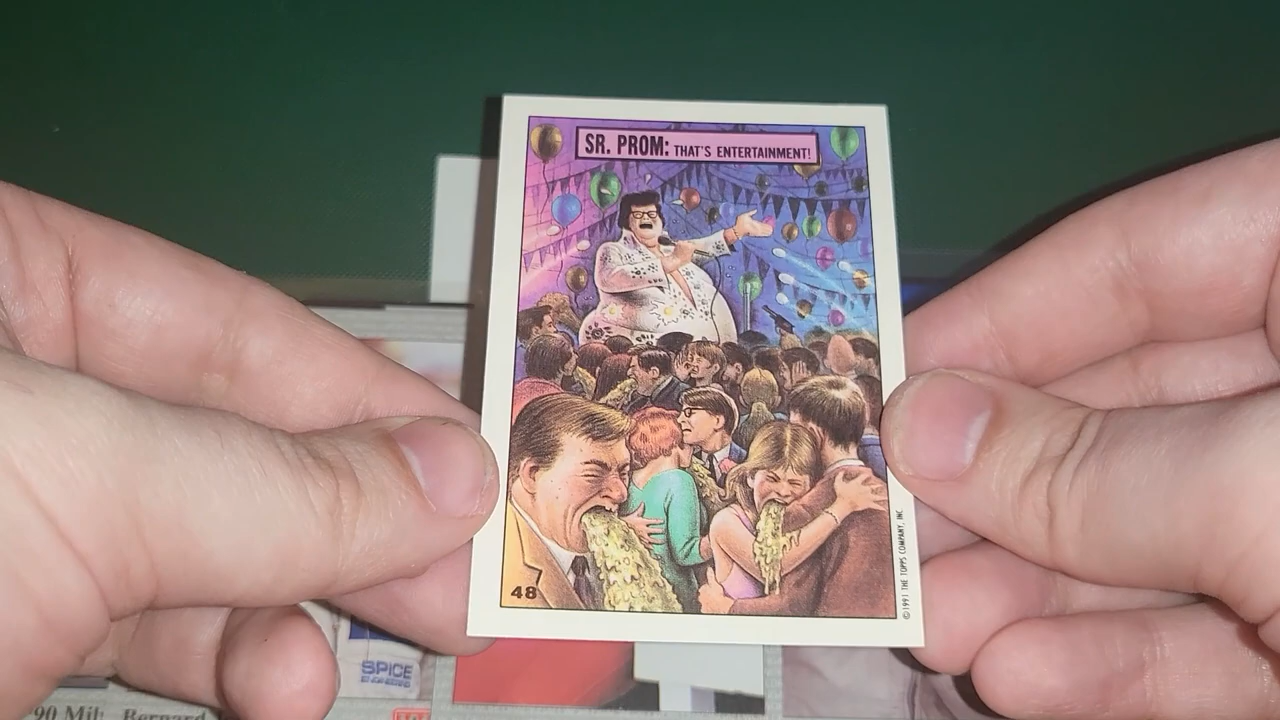 SR. PROM: THAT'S ENTERTAINMENT!
48
©1991 THE TOPPS COMPANY, INC.
SPICE
90 Mil: Bernard